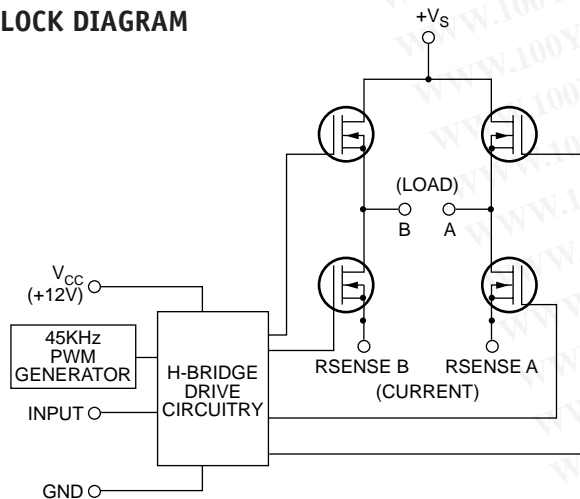 LOCK DIAGRAM
+VS
(LOAD)
B
A
VCC
(+12V)
45KHz
PWM
GENERATOR
H-BRIDGE
DRIVE
CIRCUITRY
RSENSE B
RSENSE A
(CURRENT)
INPUT
GND